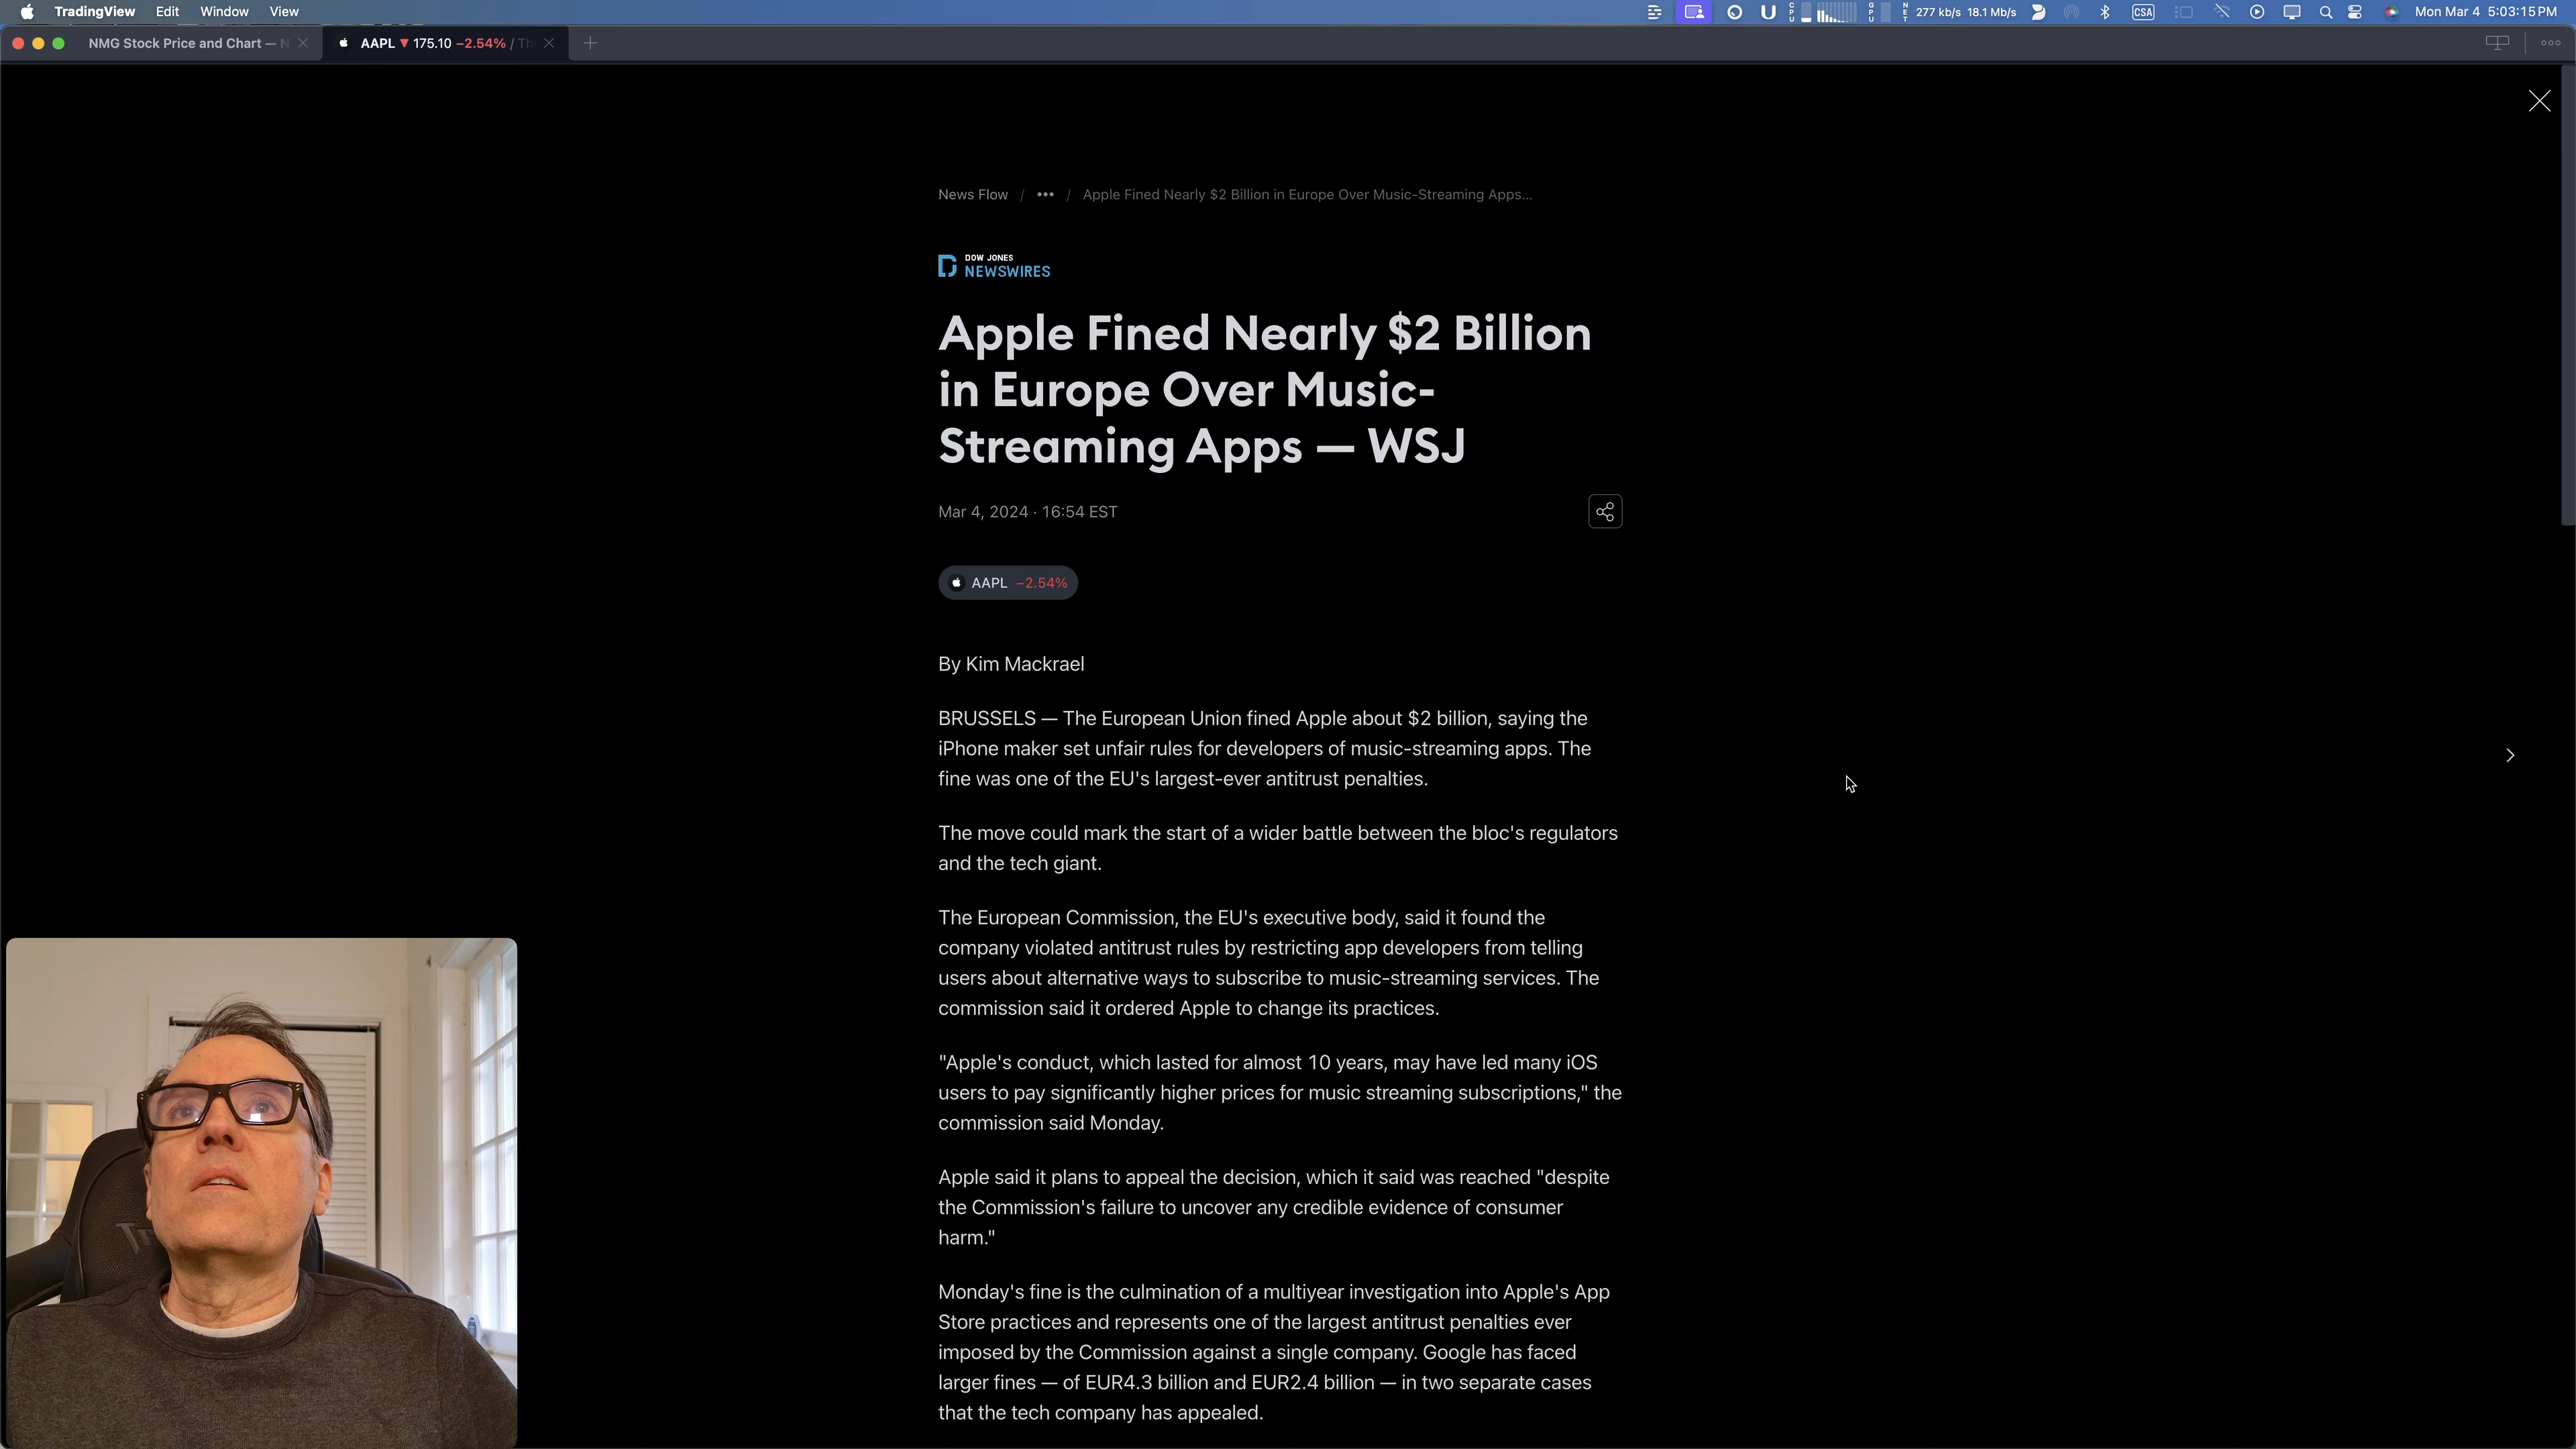 TradingView Edit Window View
CPU GPU NET 277 kb/s 18.1 Mb/s CSA Mon Mar 4 5:03:15 PM
NMG Stock Price and Chart — N
AAPL ▼ 175.10 −2.54% / Th
News Flow / ••• / Apple Fined Nearly $2 Billion in Europe Over Music-Streaming Apps...
DOW JONES
NEWSWIRES
Apple Fined Nearly $2 Billion
in Europe Over Music-
Streaming Apps — WSJ
Mar 4, 2024 · 16:54 EST
AAPL −2.54%
By Kim Mackrael
BRUSSELS — The European Union fined Apple about $2 billion, saying the
iPhone maker set unfair rules for developers of music-streaming apps. The
fine was one of the EU's largest-ever antitrust penalties.
The move could mark the start of a wider battle between the bloc's regulators
and the tech giant.
The European Commission, the EU's executive body, said it found the
company violated antitrust rules by restricting app developers from telling
users about alternative ways to subscribe to music-streaming services. The
commission said it ordered Apple to change its practices.
"Apple's conduct, which lasted for almost 10 years, may have led many iOS
users to pay significantly higher prices for music streaming subscriptions," the
commission said Monday.
Apple said it plans to appeal the decision, which it said was reached "despite
the Commission's failure to uncover any credible evidence of consumer
harm."
Monday's fine is the culmination of a multiyear investigation into Apple's App
Store practices and represents one of the largest antitrust penalties ever
imposed by the Commission against a single company. Google has faced
larger fines — of EUR4.3 billion and EUR2.4 billion — in two separate cases
that the tech company has appealed.